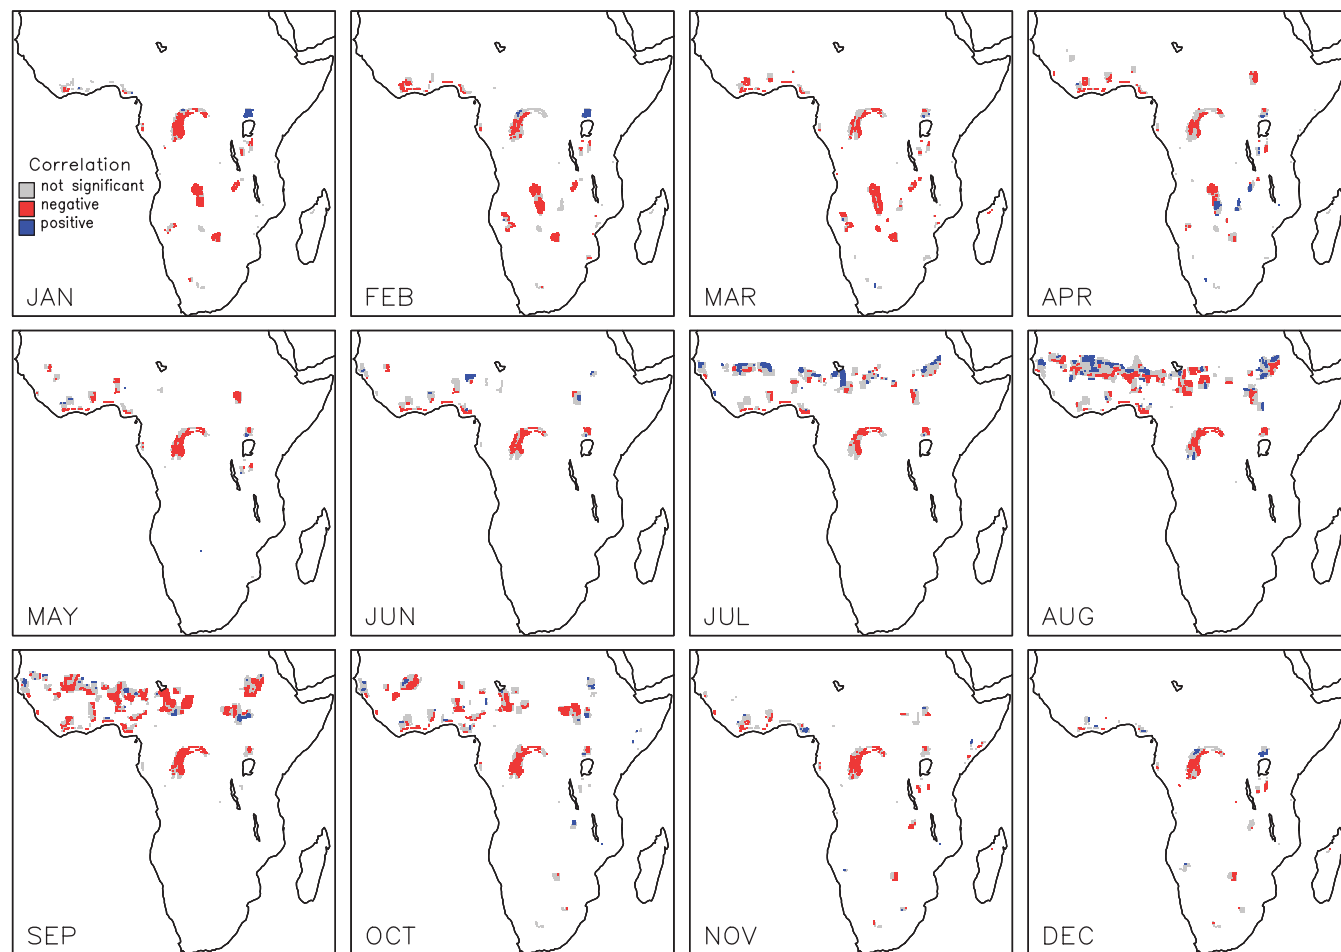 Correlation
not significant
negative
positive
JAN
FEB
MAR
APR
MAY
JUN
JUL
AUG
SEP
OCT
NOV
DEC